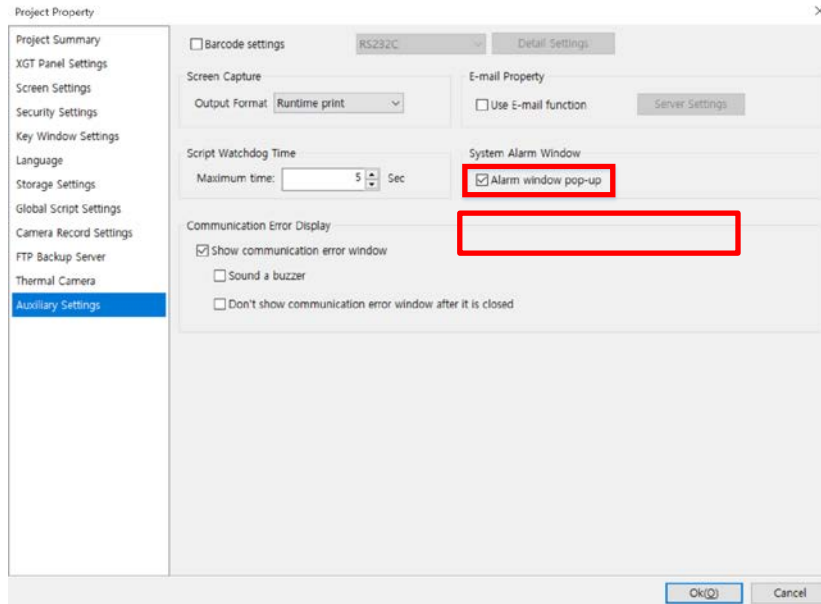 Project Property
Project Summary
XGT Panel Settings
Screen Settings
Security Settings
Key Window Settings
Language
Storage Settings
Global Script Settings
Camera Record Settings
FTP Backup Server
Thermal Camera
Auxiliary Settings
Barcode settings RS232C Detail Settings
Screen Capture
Output Format Runtime print
E-mail Property
Use E-mail function Server Settings
Script Watchdog Time
Maximum time: 5 Sec
System Alarm Window
Alarm window pop-up
Communication Error Display
Show communication error window
Sound a buzzer
Don't show communication error window after it is closed
Ok(O) Cancel